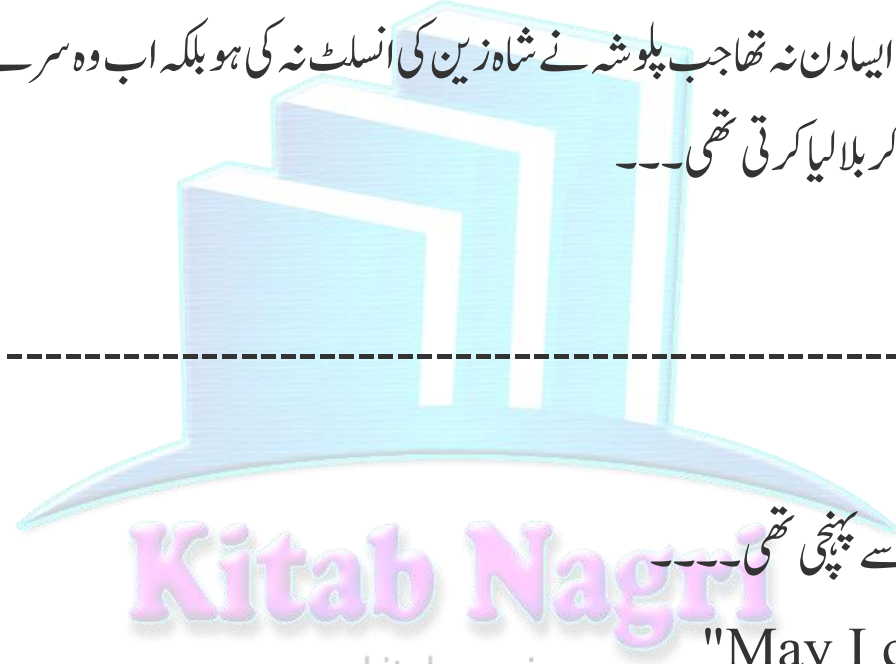 ایسا دن نہ تھا جب پلوشہ نے شاہ زین کی انسلٹ نہ کی ہو بلکہ اب وہ سر
کر بلا لیا کرتی تھی۔۔۔
سے پہنچی تھی۔۔۔۔
Kitab Nagri
"May I